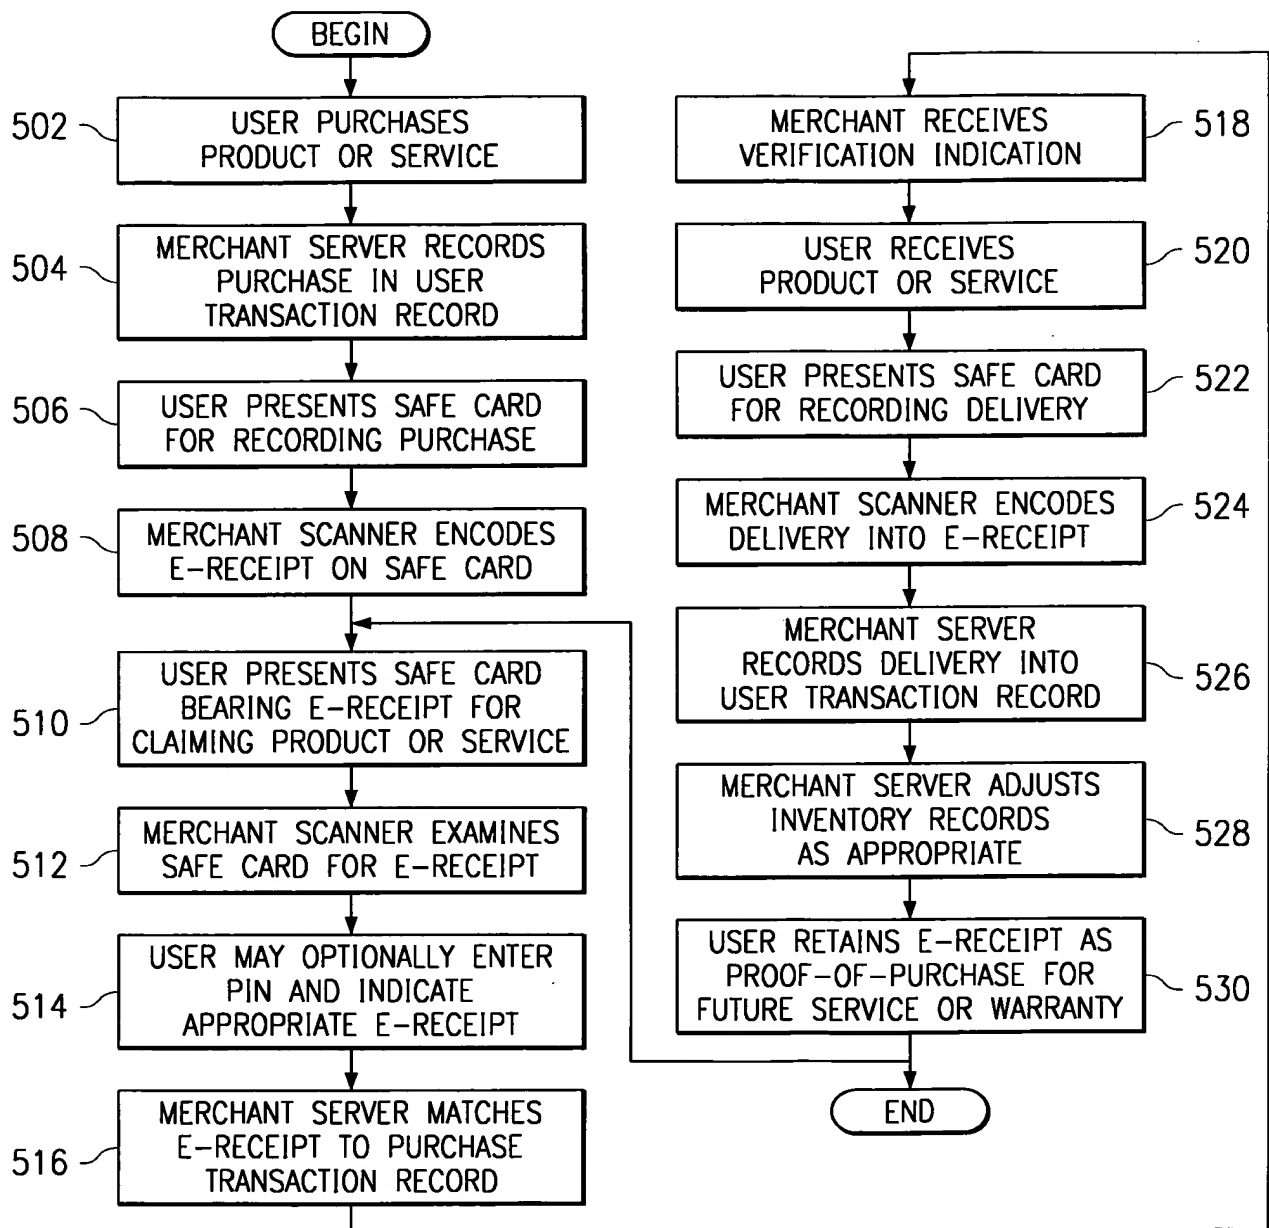 BEGIN
502
USER PURCHASES
PRODUCT OR SERVICE
504
MERCHANT SERVER RECORDS
PURCHASE IN USER
TRANSACTION RECORD
506
USER PRESENTS SAFE CARD
FOR RECORDING PURCHASE
508
MERCHANT SCANNER ENCODES
E-RECEIPT ON SAFE CARD
510
USER PRESENTS SAFE CARD
BEARING E-RECEIPT FOR
CLAIMING PRODUCT OR SERVICE
512
MERCHANT SCANNER EXAMINES
SAFE CARD FOR E-RECEIPT
514
USER MAY OPTIONALLY ENTER
PIN AND INDICATE
APPROPRIATE E-RECEIPT
516
MERCHANT SERVER MATCHES
E-RECEIPT TO PURCHASE
TRANSACTION RECORD
518
MERCHANT RECEIVES
VERIFICATION INDICATION
520
USER RECEIVES
PRODUCT OR SERVICE
522
USER PRESENTS SAFE CARD
FOR RECORDING DELIVERY
524
MERCHANT SCANNER ENCODES
DELIVERY INTO E-RECEIPT
526
MERCHANT SERVER
RECORDS DELIVERY INTO
USER TRANSACTION RECORD
528
MERCHANT SERVER ADJUSTS
INVENTORY RECORDS
AS APPROPRIATE
530
USER RETAINS E-RECEIPT AS
PROOF-OF-PURCHASE FOR
FUTURE SERVICE OR WARRANTY
END